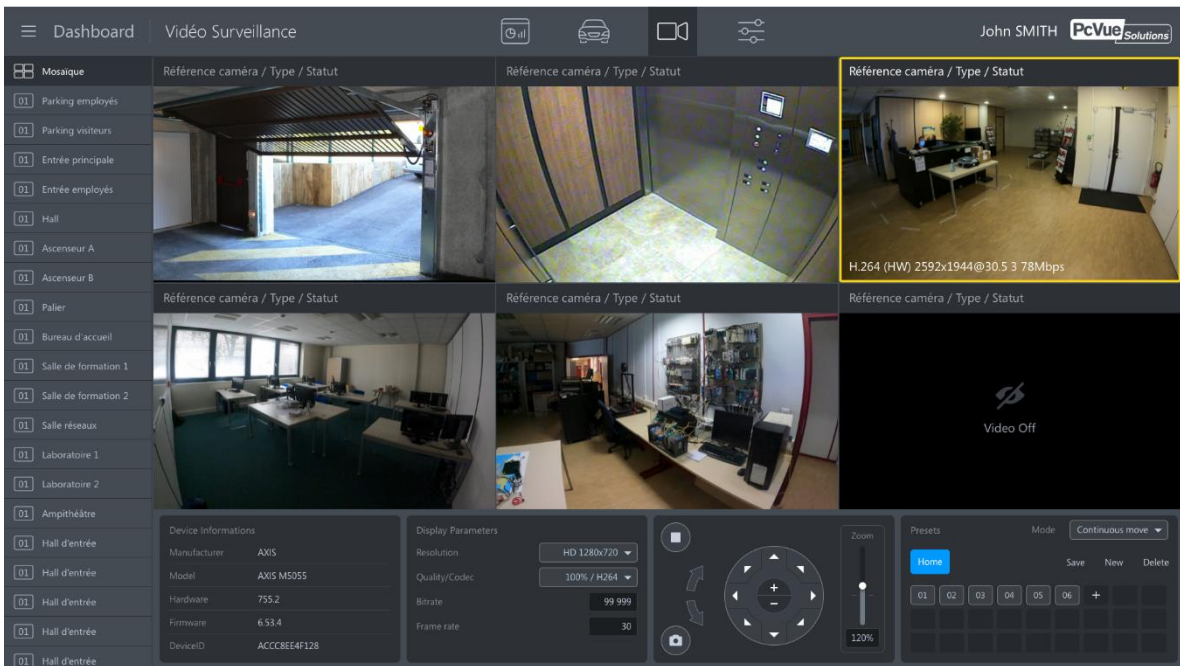 Dashboard
Vidéo Surveillance
John SMITH
PcVue Solutions
Mosaïque
01 Parking employés
01 Parking visiteurs
01 Entrée principale
01 Entrée employés
01 Hall
01 Ascenseur A
01 Ascenseur B
01 Palier
01 Bureau d'accueil
01 Salle de formation 1
01 Salle de formation 2
01 Salle réseaux
01 Laboratoire 1
01 Laboratoire 2
01 Ampithéâtre
01 Hall d'entrée
01 Hall d'entrée
01 Hall d'entrée
01 Hall d'entrée
01 Hall d'entrée
Référence caméra / Type / Statut
Référence caméra / Type / Statut
Référence caméra / Type / Statut
H.264 (HW) 2592x1944@30.5 3 78Mbps
Référence caméra / Type / Statut
Référence caméra / Type / Statut
Référence caméra / Type / Statut
Video Off
Device Informations
Manufacturer AXIS
Model AXIS M5055
Hardware 755.2
Firmware 6.53.4
DeviceID ACCC8EE4F128
Display Parameters
Resolution HD 1280x720
Quality/Codec 100% / H264
Bitrate 99 999
Frame rate 30
+
-
Zoom
120%
Presets Mode Continuous move
Home Save New Delete
01 02 03 04 05 06 +